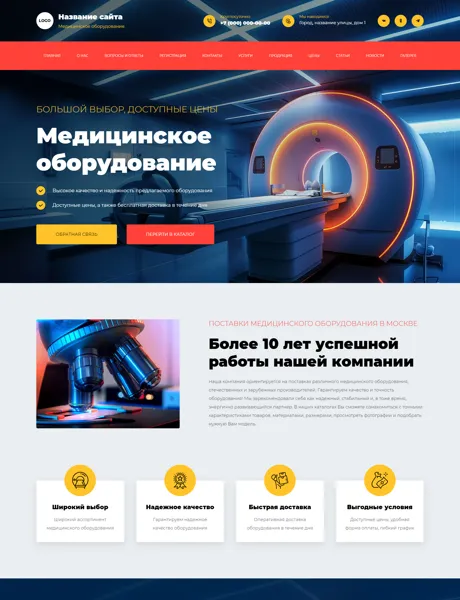 LOGO
Название сайта
Медицинское оборудование
+7 (000) 000-00-00
Мы находимся
Город, название улицы, дом 1
ГЛАВНАЯ
О НАС
ВОПРОСЫ И ОТВЕТЫ
РЕГИСТРАЦИЯ
КОНТАКТЫ
УСЛУГИ
ПРОДУКЦИЯ
ЦЕНЫ
СТАТЬИ
НОВОСТИ
ГАЛЕРЕЯ
БОЛЬШОЙ ВЫБОР, ДОСТУПНЫЕ ЦЕНЫ
Медицинское
оборудование
Высокое качество и надежность предлагаемого оборудования
Доступные цены, а также бесплатная доставка в течение дня
ОБРАТНАЯ СВЯЗЬ
ПЕРЕЙТИ В КАТАЛОГ
ПОСТАВКИ МЕДИЦИНСКОГО ОБОРУДОВАНИЯ В МОСКВЕ
Более 10 лет успешной
работы нашей компании
Наша компания ориентируется на поставках различного медицинского оборудования,
отечественных и зарубежных производителей. Гарантируем качество и точность
оборудования! Мы зарекомендовали себя как надежный, стабильный и, в тоже время,
энергично развивающийся партнер. В нашем каталоге Вы сможете ознакомиться с точными
характеристиками товаров, материалами, размерами, просмотреть фотографии и подобрать
нужную Вам модель.
Широкий выбор
Широкий ассортимент
медицинского оборудования
Надежное качество
Гарантируем надежное
качество оборудования
Быстрая доставка
Оперативная доставка
оборудования в течение дня
Выгодные условия
Доступные цены, удобная
форма оплаты, гибкий график